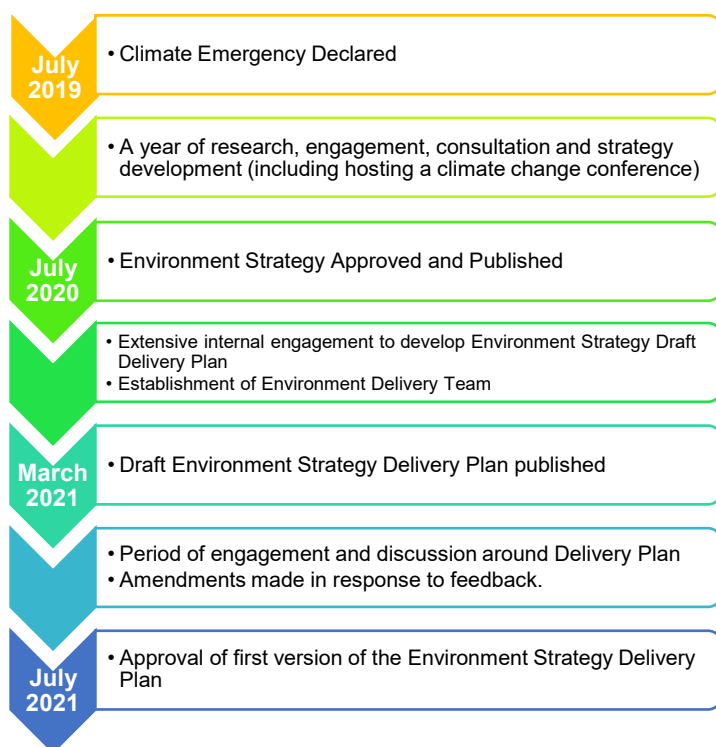 July
2019
• Climate Emergency Declared
• A year of research, engagement, consultation and strategy
development (including hosting a climate change conference)
July
2020
• Environment Strategy Approved and Published
• Extensive internal engagement to develop Environment Strategy Draft
Delivery Plan
• Establishment of Environment Delivery Team
March
2021
• Draft Environment Strategy Delivery Plan published
• Period of engagement and discussion around Delivery Plan
• Amendments made in response to feedback.
July
2021
• Approval of first version of the Environment Strategy Delivery
Plan